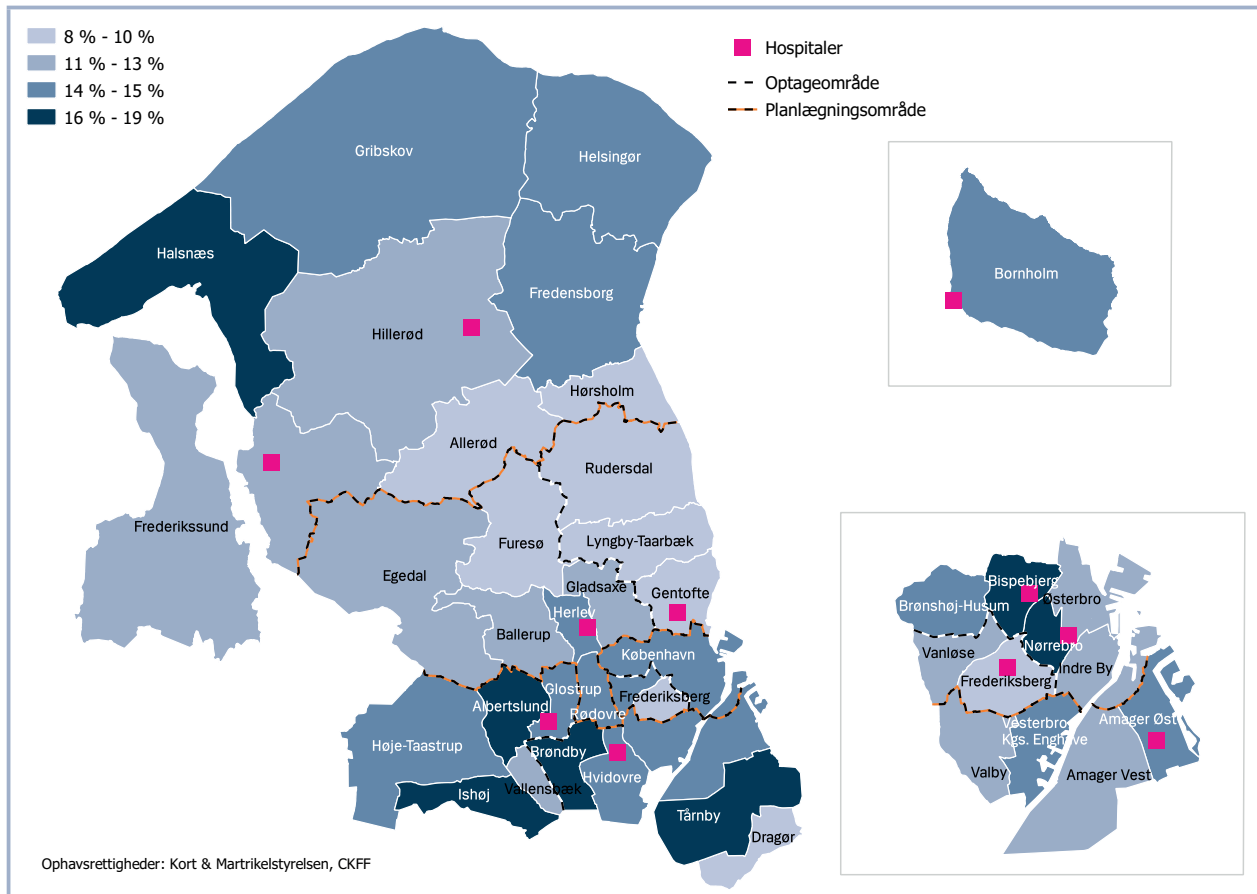 8 % - 10 %
11 % - 13 %
14 % - 15 %
16 % - 19 %
Hospitaler
Optageområde
Planlægningsområde
Gribskov
Helsingør
Halsnæs
Bornholm
Fredensborg
Hillerød
Hørsholm
Allerød
Rudersdal
Frederikssund
Furesø
Lyngby-Taarbæk
Egedal
Gladsaxe
Gentofte
Herlev
Ballerup
København
Glostrup
Frederiksberg
Albertslund
Rødovre
Høje-Taastrup
Brøndby
Hvidovre
Ishøj
Vallensbæk
Tårnby
Dragør
Bispebjerg
Østerbro
Brønshøj-Husum
Nørrebro
Vanløse
Indre By
Frederiksberg
Vesterbro
Kgs. Enghave
Amager Øst
Valby
Amager Vest
Ophavsrettigheder: Kort & Martrikelstyrelsen, CKFF